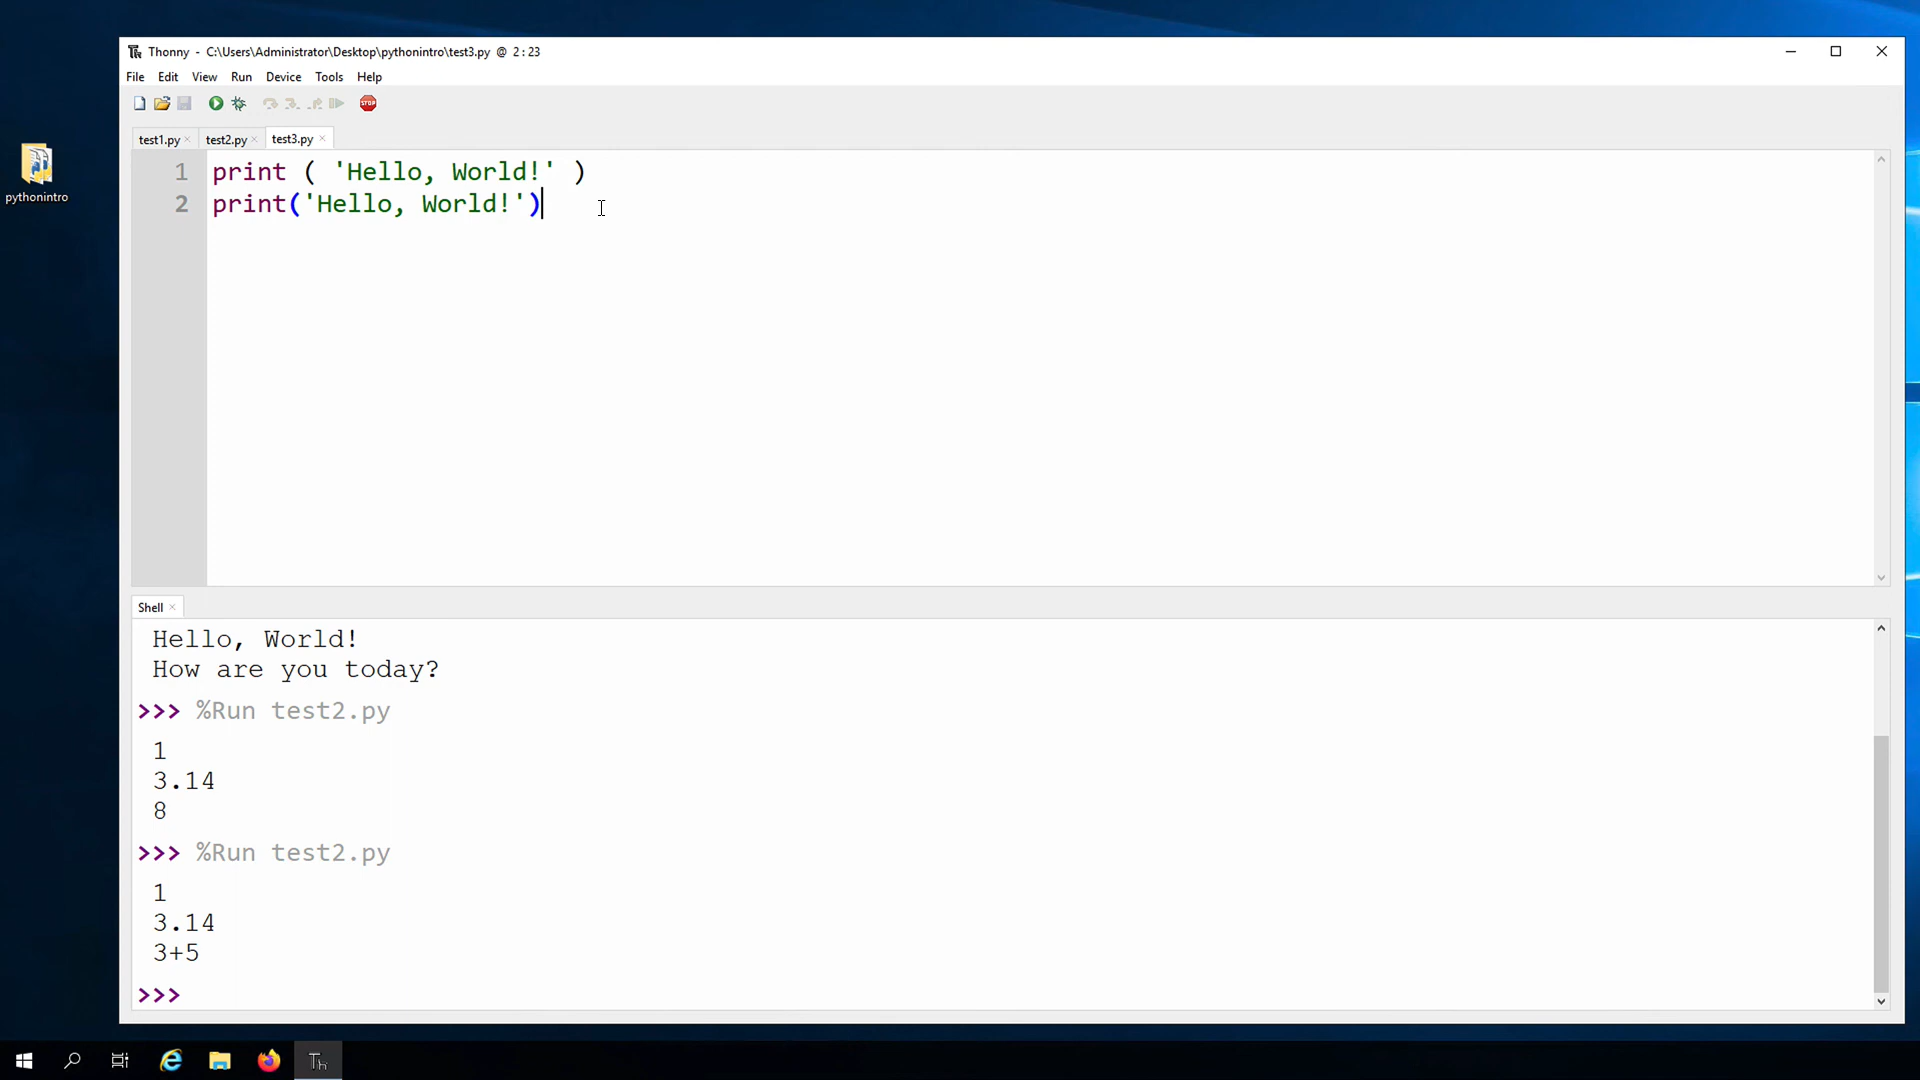 Thonny - C:\Users\Administrator\Desktop\pythonintro\test3.py @ 2:23
File Edit View Run Device Tools Help
STOP
test1.py × test2.py × test3.py ×
1 print ( 'Hello, World!' )
2 print('Hello, World!')
pythonintro
Shell ×
Hello, World!
How are you today?
>>> %Run test2.py
1
3.14
8
>>> %Run test2.py
1
3.14
3+5
>>>
Th